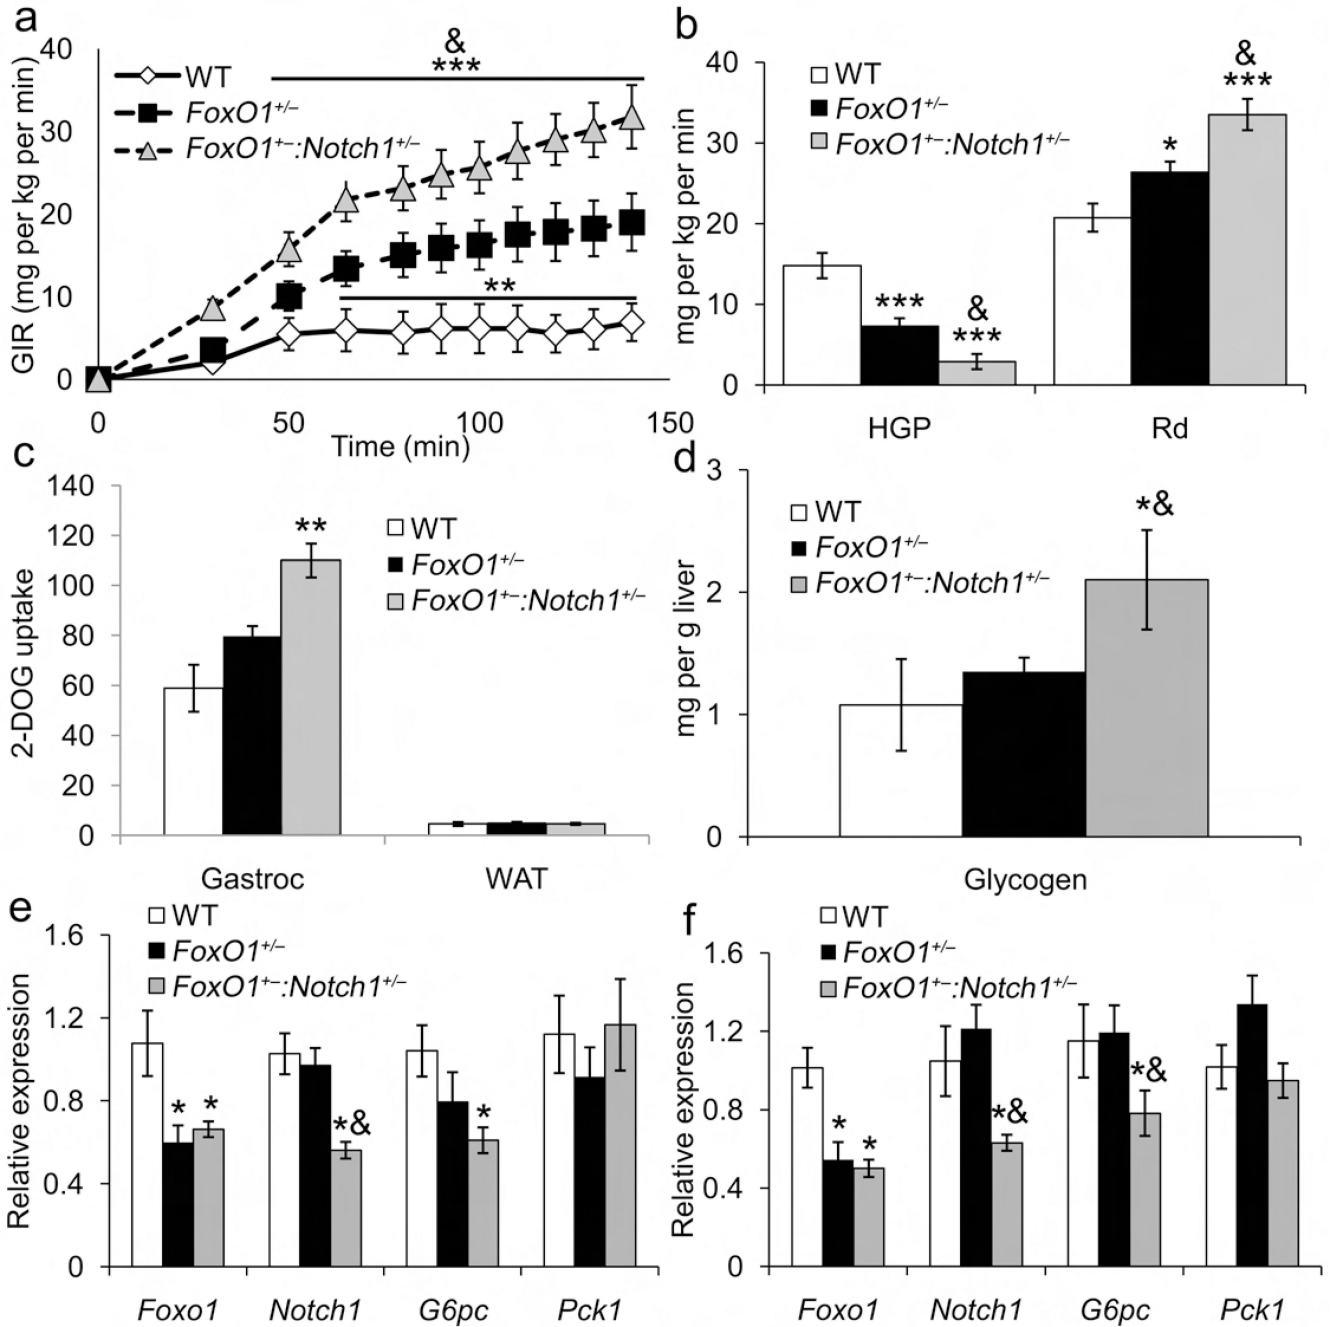 a
GIR (mg per kg per min)
40
30
20
10
0
&
***
WT
FoxO1+/–
FoxO1+–:Notch1+/–
**
0
50
100
150
Time (min)
b
mg per kg per min
40
30
20
10
0
WT
FoxO1+/–
FoxO1+–:Notch1+/–
***
&
***
*
&
***
HGP
Rd
c
2-DOG uptake
140
120
100
80
60
40
20
0
**
WT
FoxO1+/–
FoxO1+–:Notch1+/–
Gastroc
WAT
d
mg per g liver
3
2
1
0
WT
FoxO1+/–
FoxO1+–:Notch1+/–
*&
Glycogen
e
Relative expression
1.6
1.2
0.8
0.4
0
WT
FoxO1+/–
FoxO1+–:Notch1+/–
*
*
*&
*
Foxo1
Notch1
G6pc
Pck1
f
Relative expression
1.6
1.2
0.8
0.4
0
WT
FoxO1+/–
FoxO1+–:Notch1+/–
*
*
*&
*&
Foxo1
Notch1
G6pc
Pck1